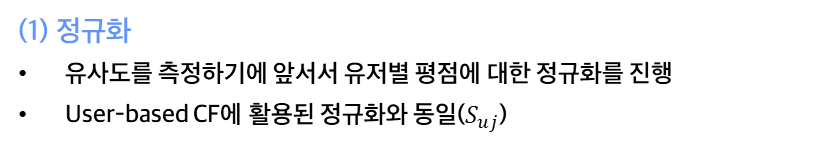 (1) 정규화
• 유사도를 측정하기에 앞서서 유저별 평점에 대한 정규화를 진행
• User-based CF에 활용된 정규화와 동일(𝑆𝑢𝑗)